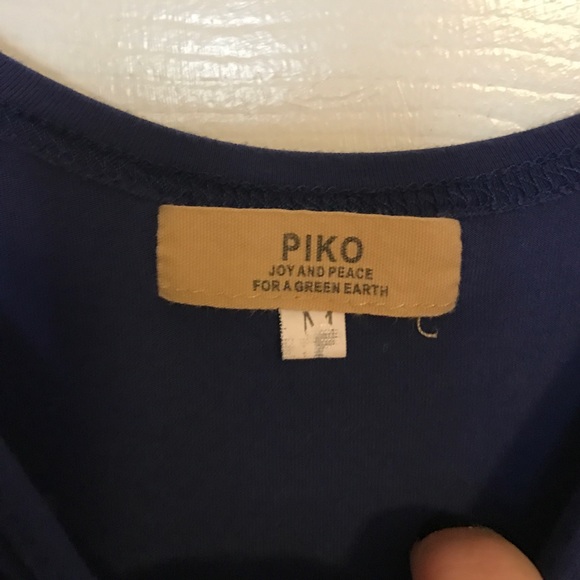 PIKO
JOY AND PEACE
FOR A GREEN EARTH
M